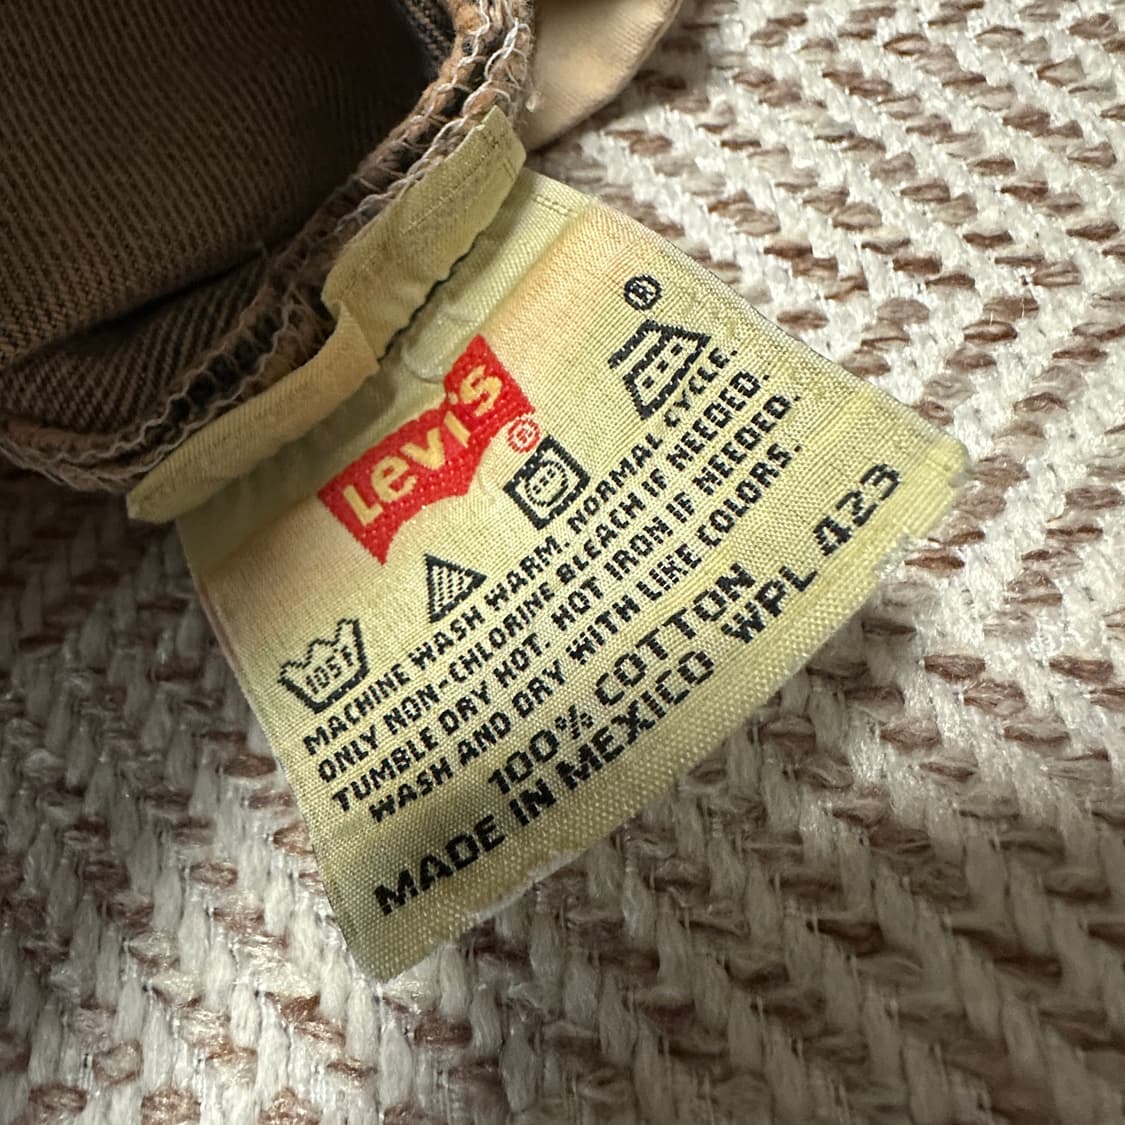 Levi's®
®
105F
MACHINE WASH WARM, NORMAL CYCLE.
ONLY NON-CHLORINE BLEACH IF NEEDED.
TUMBLE DRY HOT. HOT IRON IF NEEDED.
WASH AND DRY WITH LIKE COLORS.
100% COTTON
MADE IN MEXICO WPL 423